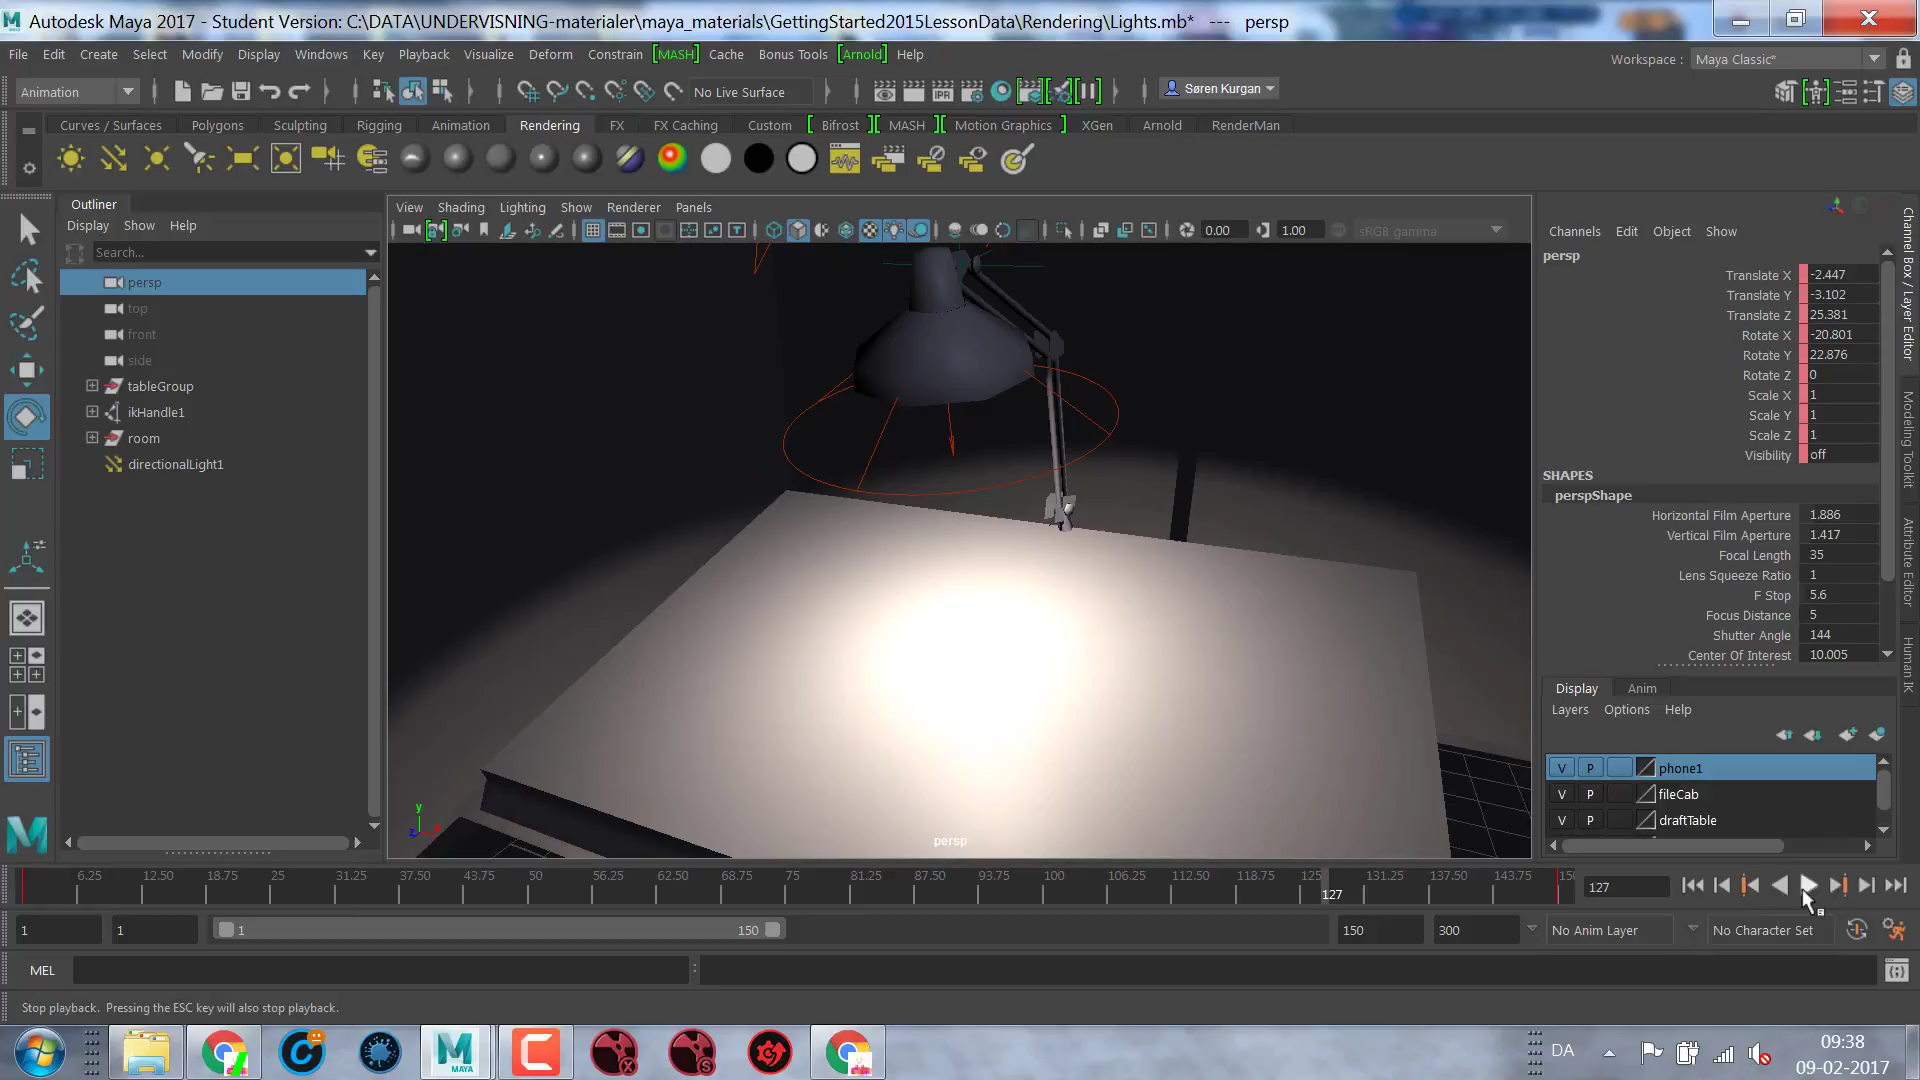 Autodesk Maya 2017 - Student Version: C:\DATA\UNDERVISNING-materialer\maya_materials\GettingStarted2015LessonData\Rendering\Lights.mb* --- persp
File Edit Create Select Modify Display Windows Key Playback Visualize Deform Constrain [MASH] Cache Bonus Tools [Arnold] Help
Workspace : Maya Classic*
Animation
No Live Surface
IPR
Søren Kurgan
Curves / Surfaces Polygons Sculpting Rigging Animation Rendering FX FX Caching Custom [ Bifrost ][ MASH ][ Motion Graphics ] XGen Arnold RenderMan
Outliner
Display Show Help
Search...
persp
top
front
side
tableGroup
ikHandle1
room
directionalLight1
View Shading Lighting Show Renderer Panels
0.00
1.00
sRGB gamma
persp
y
z
x
Channels Edit Object Show
persp
Translate X -2.447
Translate Y -3.102
Translate Z 25.381
Rotate X -20.801
Rotate Y 22.876
Rotate Z 0
Scale X 1
Scale Y 1
Scale Z 1
Visibility off
SHAPES
perspShape
Horizontal Film Aperture 1.886
Vertical Film Aperture 1.417
Focal Length 35
Lens Squeeze Ratio 1
F Stop 5.6
Focus Distance 5
Shutter Angle 144
Center Of Interest 10.005
Channel Box / Layer Editor
Modeling Toolkit
Attribute Editor
Human IK
Display Anim
Layers Options Help
V P phone1
V P fileCab
V P draftTable
6.25 12.50 18.75 25 31.25 37.50 43.75 50 56.25 62.50 68.75 75 81.25 87.50 93.75 100 106.25 112.50 118.75 125 131.25 137.50 143.75 150
127
127
1
1
1
150
150
300
No Anim Layer
No Character Set
MEL
Stop playback. Pressing the ESC key will also stop playback.
MAYA
DA
09:38
09-02-2017